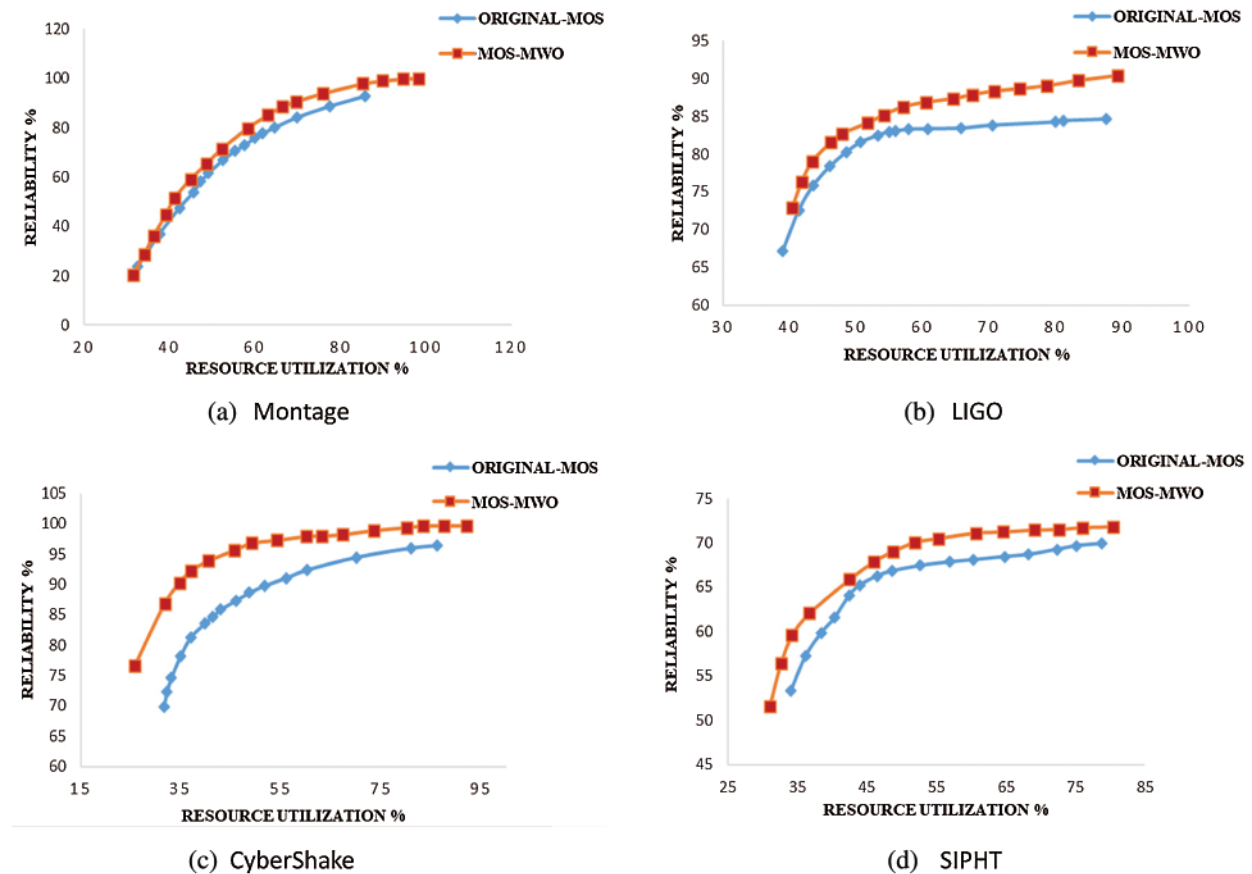 ORIGINAL-MOS
MOS-MWO
120
100
80
60
40
20
0
RELIABILITY %
20 40 60 80 100 120
RESOURCE UTILIZATION %
(a) Montage
ORIGINAL-MOS
MOS-MWO
95
90
85
80
75
70
65
60
RELIABILITY %
30 40 50 60 70 80 90 100
RESOURCE UTILIZATION %
(b) LIGO
ORIGINAL-MOS
MOS-MWO
105
100
95
90
85
80
75
70
65
60
RELIABILITY %
15 35 55 75 95
RESOURCE UTILIZATION %
(c) CyberShake
ORIGINAL-MOS
MOS-MWO
75
70
65
60
55
50
45
RELIABILITY %
25 35 45 55 65 75 85
RESOURCE UTILIZATION %
(d) SIPHT